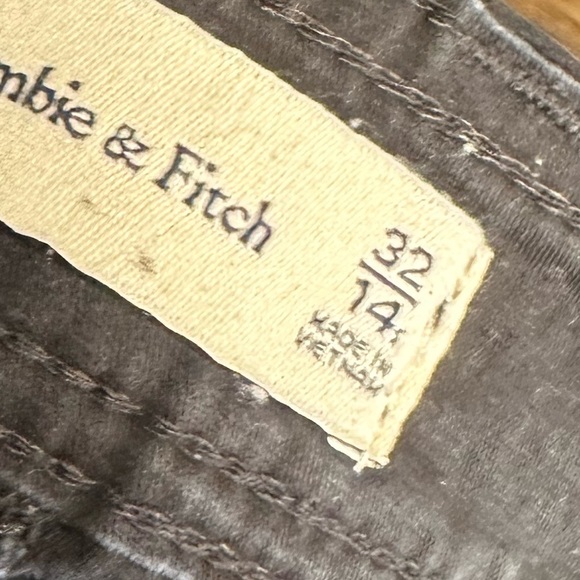 mbie & Fitch
32
14
MADE IN
VIETNAM